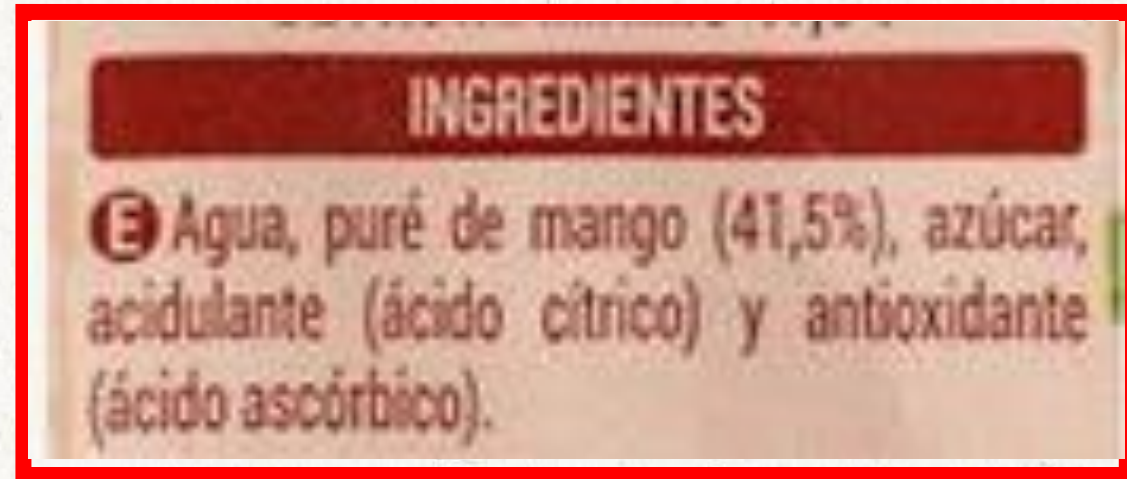 INGREDIENTES
E Agua, puré de mango (41,5%), azúcar,
acidulante (ácido cítrico) y antioxidante
(ácido ascórbico).